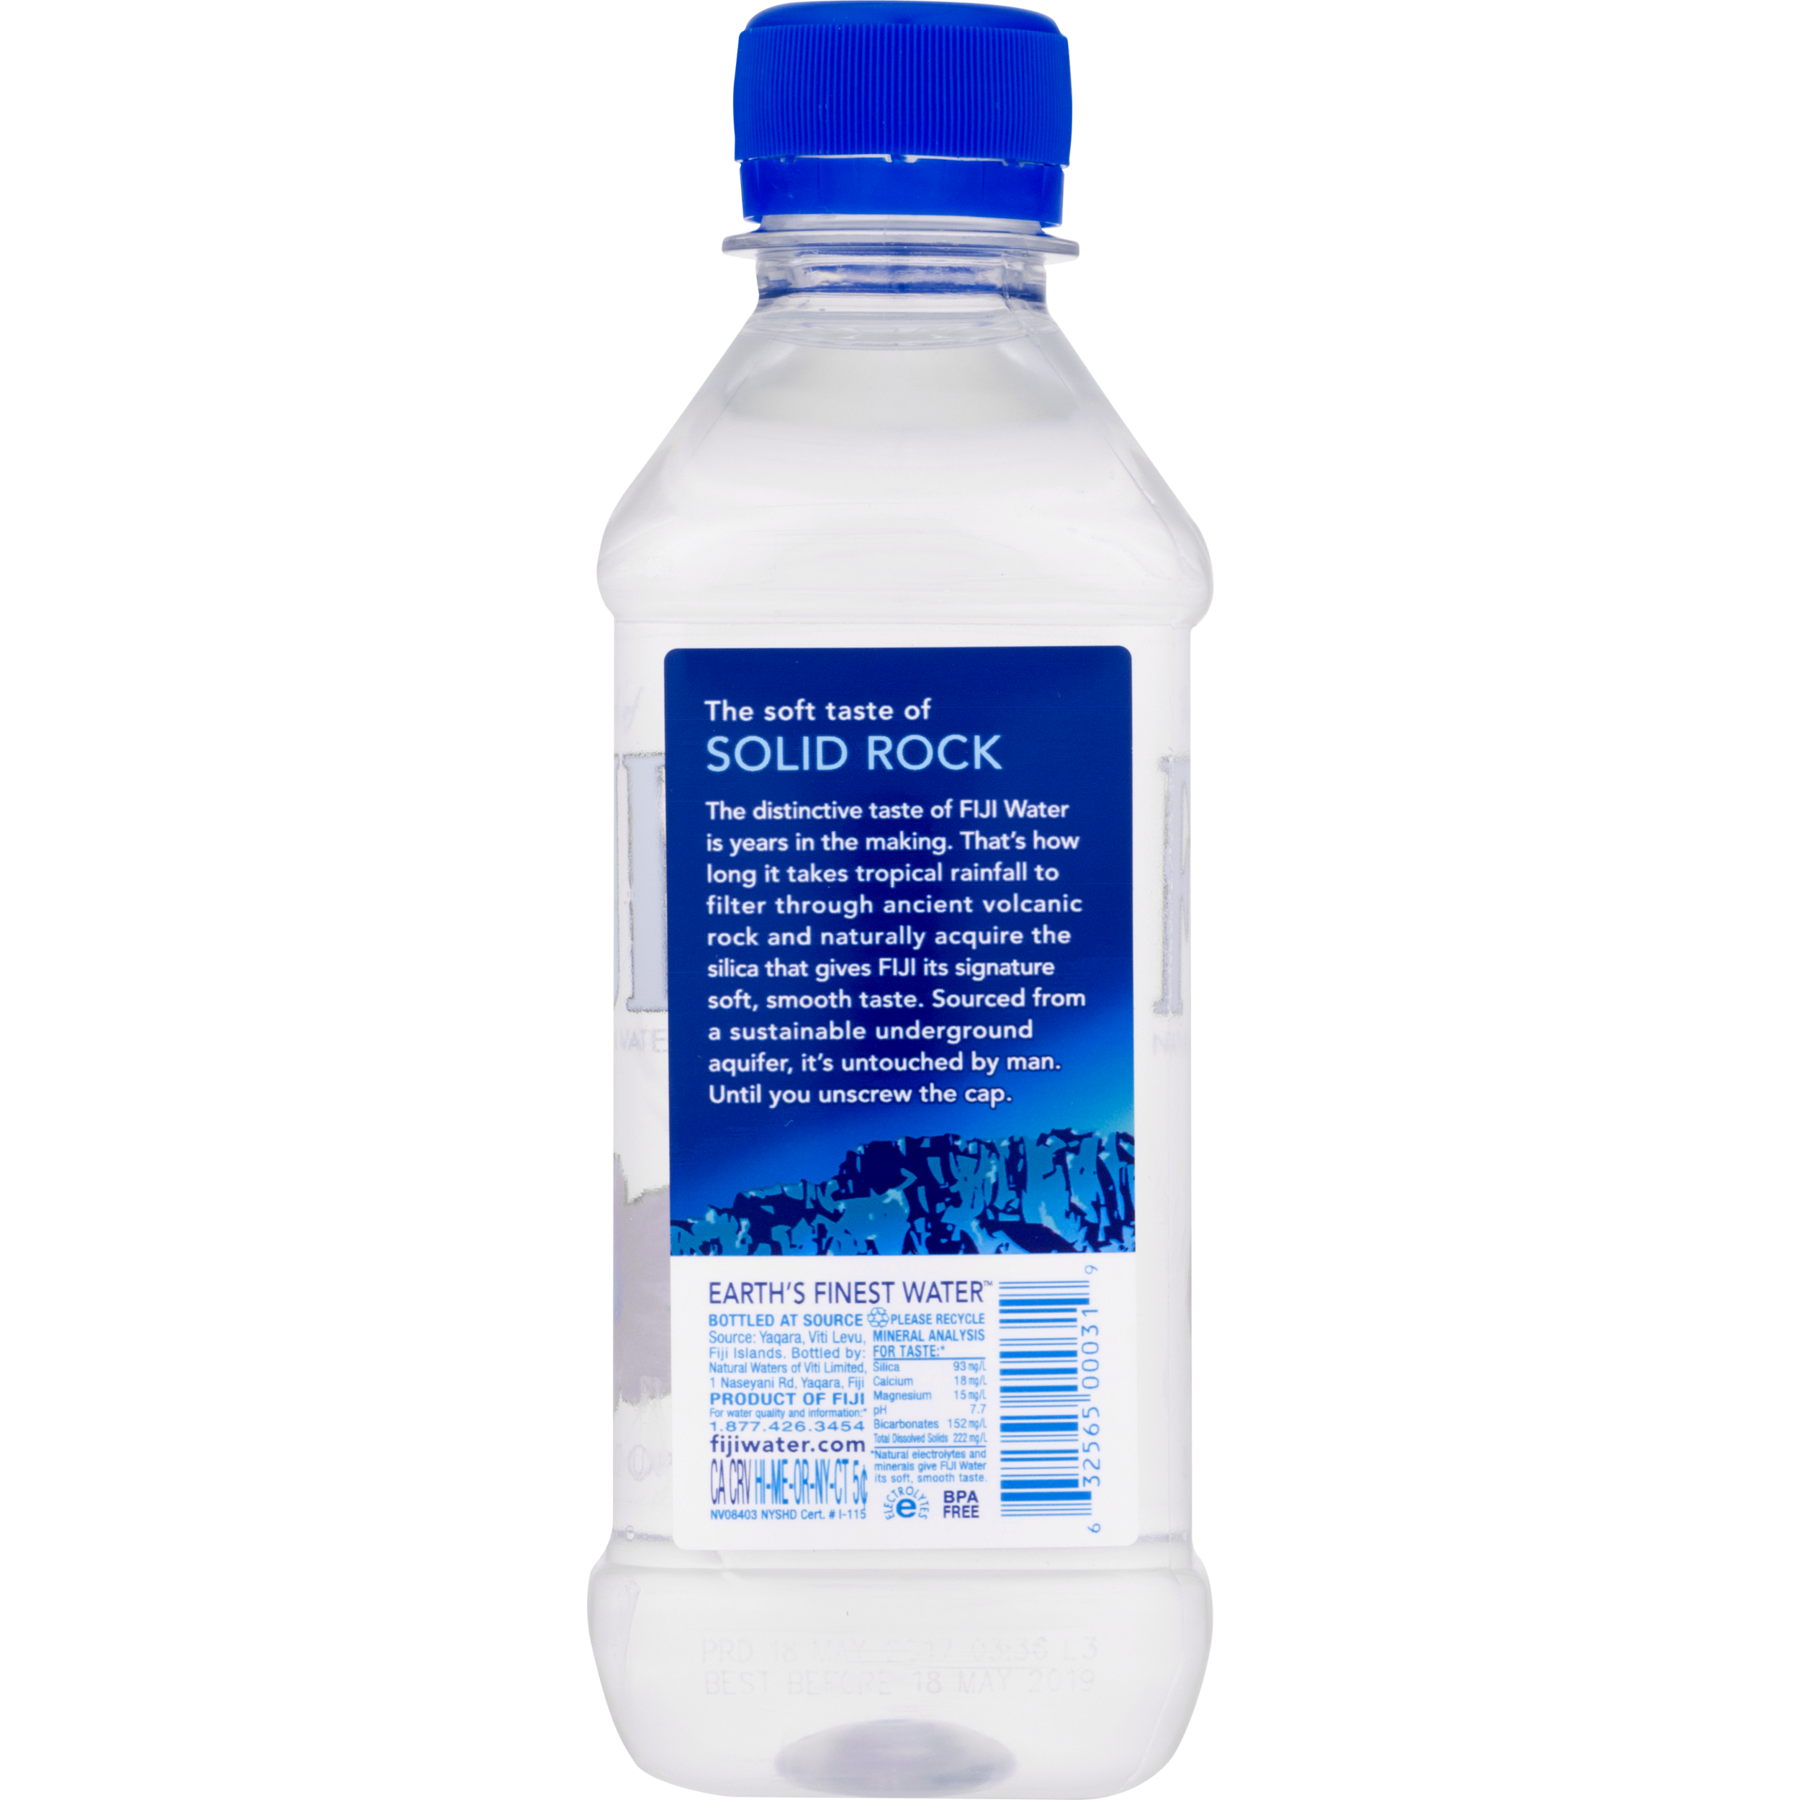 The soft taste of
SOLID ROCK
The distinctive taste of FIJI Water
is years in the making. That's how
long it takes tropical rainfall to
filter through ancient volcanic
rock and naturally acquire the
silica that gives FIJI its signature
soft, smooth taste. Sourced from
a sustainable underground
aquifer, it's untouched by man.
Until you unscrew the cap.
EARTH'S FINEST WATER™
BOTTLED AT SOURCE
Source: Yaqara, Viti Levu,
Fiji Islands. Bottled by:
Natural Waters of Viti Limited,
1 Naseyani Rd, Yaqara, Fiji
PRODUCT OF FIJI
For water quality and information:*
1.877.426.3454
fijiwater.com
CA CRV HI-ME-OR-NY-CT 5¢
NV08403 NYSHD Cert. # I-115
PLEASE RECYCLE
MINERAL ANALYSIS
FOR TASTE:*
Silica 93 mg/L
Calcium 18 mg/L
Magnesium 15 mg/L
pH 7.7
Bicarbonates 152 mg/L
Total Dissolved Solids 222 mg/L
*Natural electrolytes and
minerals give FIJI Water
its soft, smooth taste.
ELECTROLYTES
e
BPA
FREE
6 32565 00031 9
PRD 18 MAY 2017 03:36 L3
BEST BEFORE 18 MAY 2019